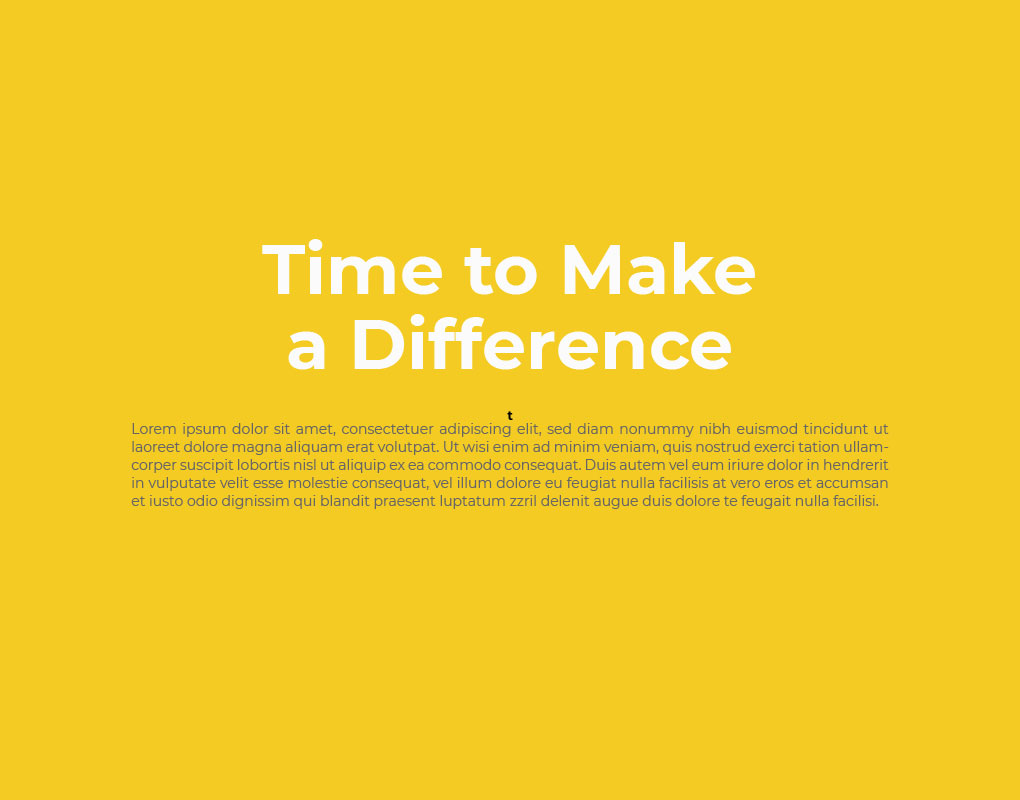 Time to Make
a Difference
t
Lorem ipsum dolor sit amet, consectetuer adipiscing elit, sed diam nonummy nibh euismod tincidunt ut
laoreet dolore magna aliquam erat volutpat. Ut wisi enim ad minim veniam, quis nostrud exerci tation ullam-
corper suscipit lobortis nisl ut aliquip ex ea commodo consequat. Duis autem vel eum iriure dolor in hendrerit
in vulputate velit esse molestie consequat, vel illum dolore eu feugiat nulla facilisis at vero eros et accumsan
et iusto odio dignissim qui blandit praesent luptatum zzril delenit augue duis dolore te feugait nulla facilisi.